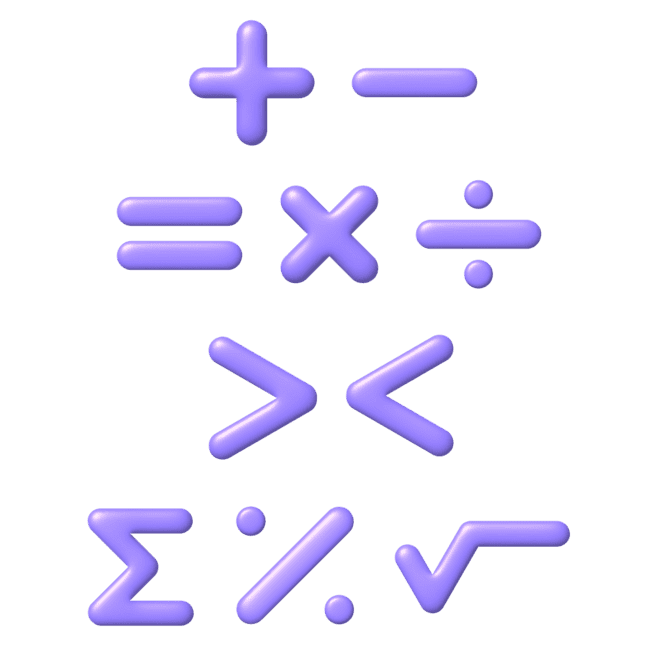 + −
= × ÷
> <
Σ % √